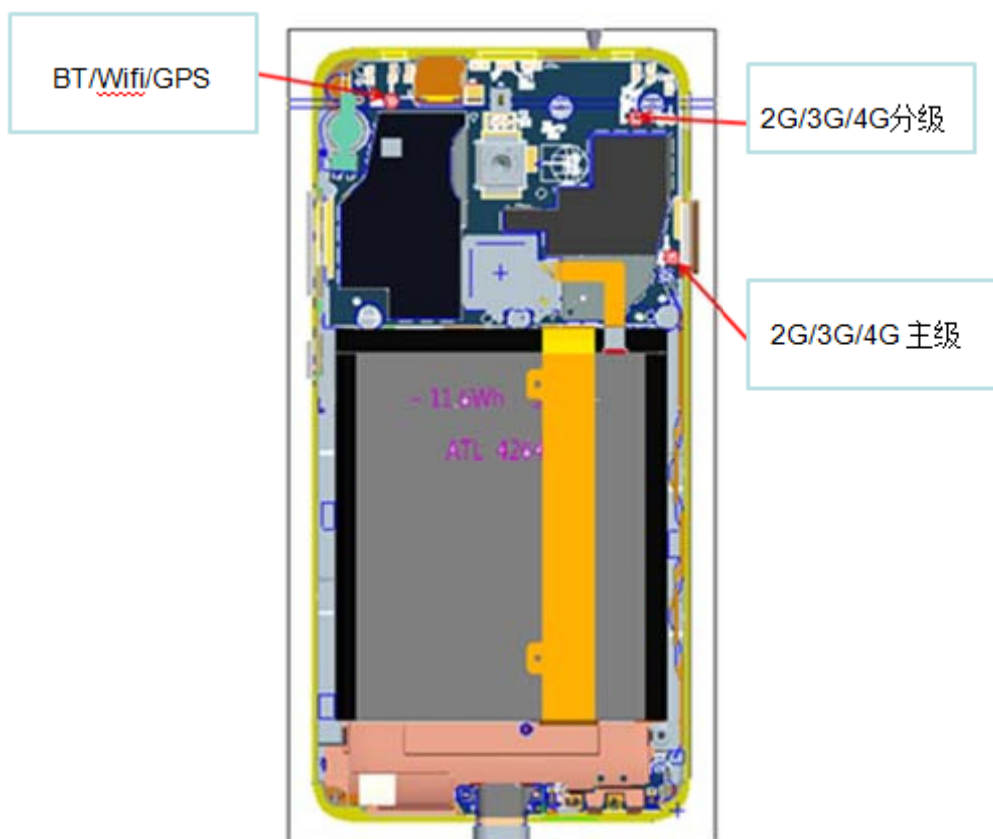 BT/Wifi/GPS
2G/3G/4G分级
2G/3G/4G 主级
- 11.6Wh
ATL 4264